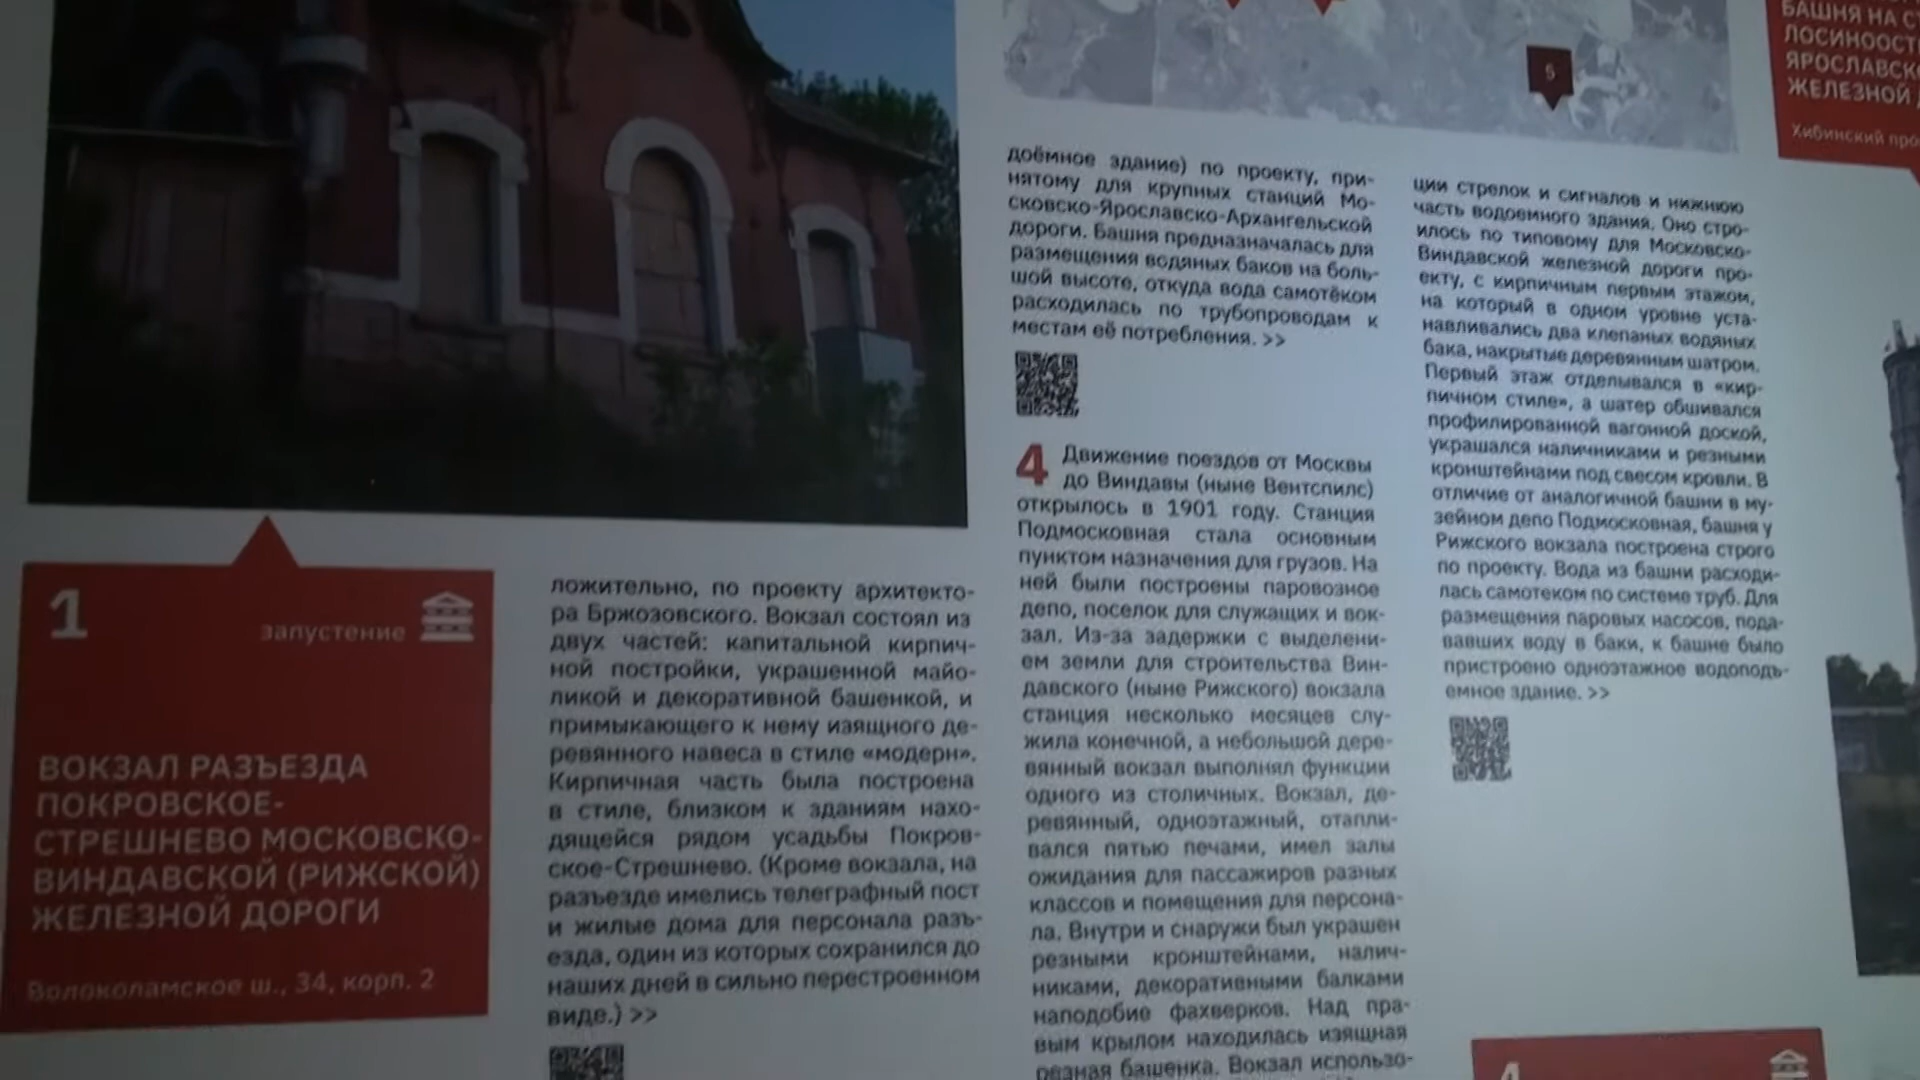 1
запустение
ВОКЗАЛ РАЗЪЕЗДА
ПОКРОВСКОЕ-
СТРЕШНЕВО МОСКОВСКО-
ВИНДАВСКОЙ (РИЖСКОЙ)
ЖЕЛЕЗНОЙ ДОРОГИ
Волоколамское ш., 34, корп. 2
ложительно, по проекту архитекто-
ра Бржозовского. Вокзал состоял из
двух частей: капитальной кирпич-
ной постройки, украшенной майо-
ликой и декоративной башенкой, и
примыкающего к нему изящного де-
ревянного навеса в стиле «модерн».
Кирпичная часть была построена
в стиле, близком к зданиям нахо-
дящейся рядом усадьбы Покров-
ское-Стрешнево. (Кроме вокзала, на
разъезде имелись телеграфный пост
и жилые дома для персонала разъ-
езда, один из которых сохранился до
наших дней в сильно перестроенном
виде.) >>
5
доёмное здание) по проекту, при-
нятому для крупных станций Мо-
сковско-Ярославско-Архангельской
дороги. Башня предназначалась для
размещения водяных баков на боль-
шой высоте, откуда вода самотёком
расходилась по трубопроводам к
местам её потребления. >>
4 Движение поездов от Москвы
до Виндавы (ныне Вентспилс)
открылось в 1901 году. Станция
Подмосковная стала основным
пунктом назначения для грузов. На
ней были построены паровозное
депо, поселок для служащих и вок-
зал. Из-за задержки с выделени-
ем земли для строительства Вин-
давского (ныне Рижского) вокзала
станция несколько месяцев слу-
жила конечной, а небольшой дере-
вянный вокзал выполнял функции
одного из столичных. Вокзал, де-
ревянный, одноэтажный, отапли-
вался пятью печами, имел залы
ожидания для пассажиров разных
классов и помещения для персона-
ла. Внутри и снаружи был украшен
резными кронштейнами, налич-
никами, декоративными балками
наподобие фахверков. Над пра-
вым крылом находилась изящная
резная башенка. Вокзал использо-
ции стрелок и сигналов и нижнюю
часть водоемного здания. Оно стро-
илось по типовому для Московско-
Виндавской железной дороги про-
екту, с кирпичным первым этажом,
на который в одном уровне уста-
навливались два клепаных водяных
бака, накрытые деревянным шатром.
Первый этаж отделывался в «кир-
пичном стиле», а шатер обшивался
профилированной вагонной доской,
украшался наличниками и резными
кронштейнами под свесом кровли. В
отличие от аналогичной башни в му-
зейном депо Подмосковная, башня у
Рижского вокзала построена строго
по проекту. Вода из башни расходи-
лась самотеком по системе труб. Для
размещения паровых насосов, пода-
вавших воду в баки, к башне было
пристроено одноэтажное водоподъ-
емное здание. >>
БАШНЯ НА
ЖЕЛЕЗНОЙ
Хибинский
4